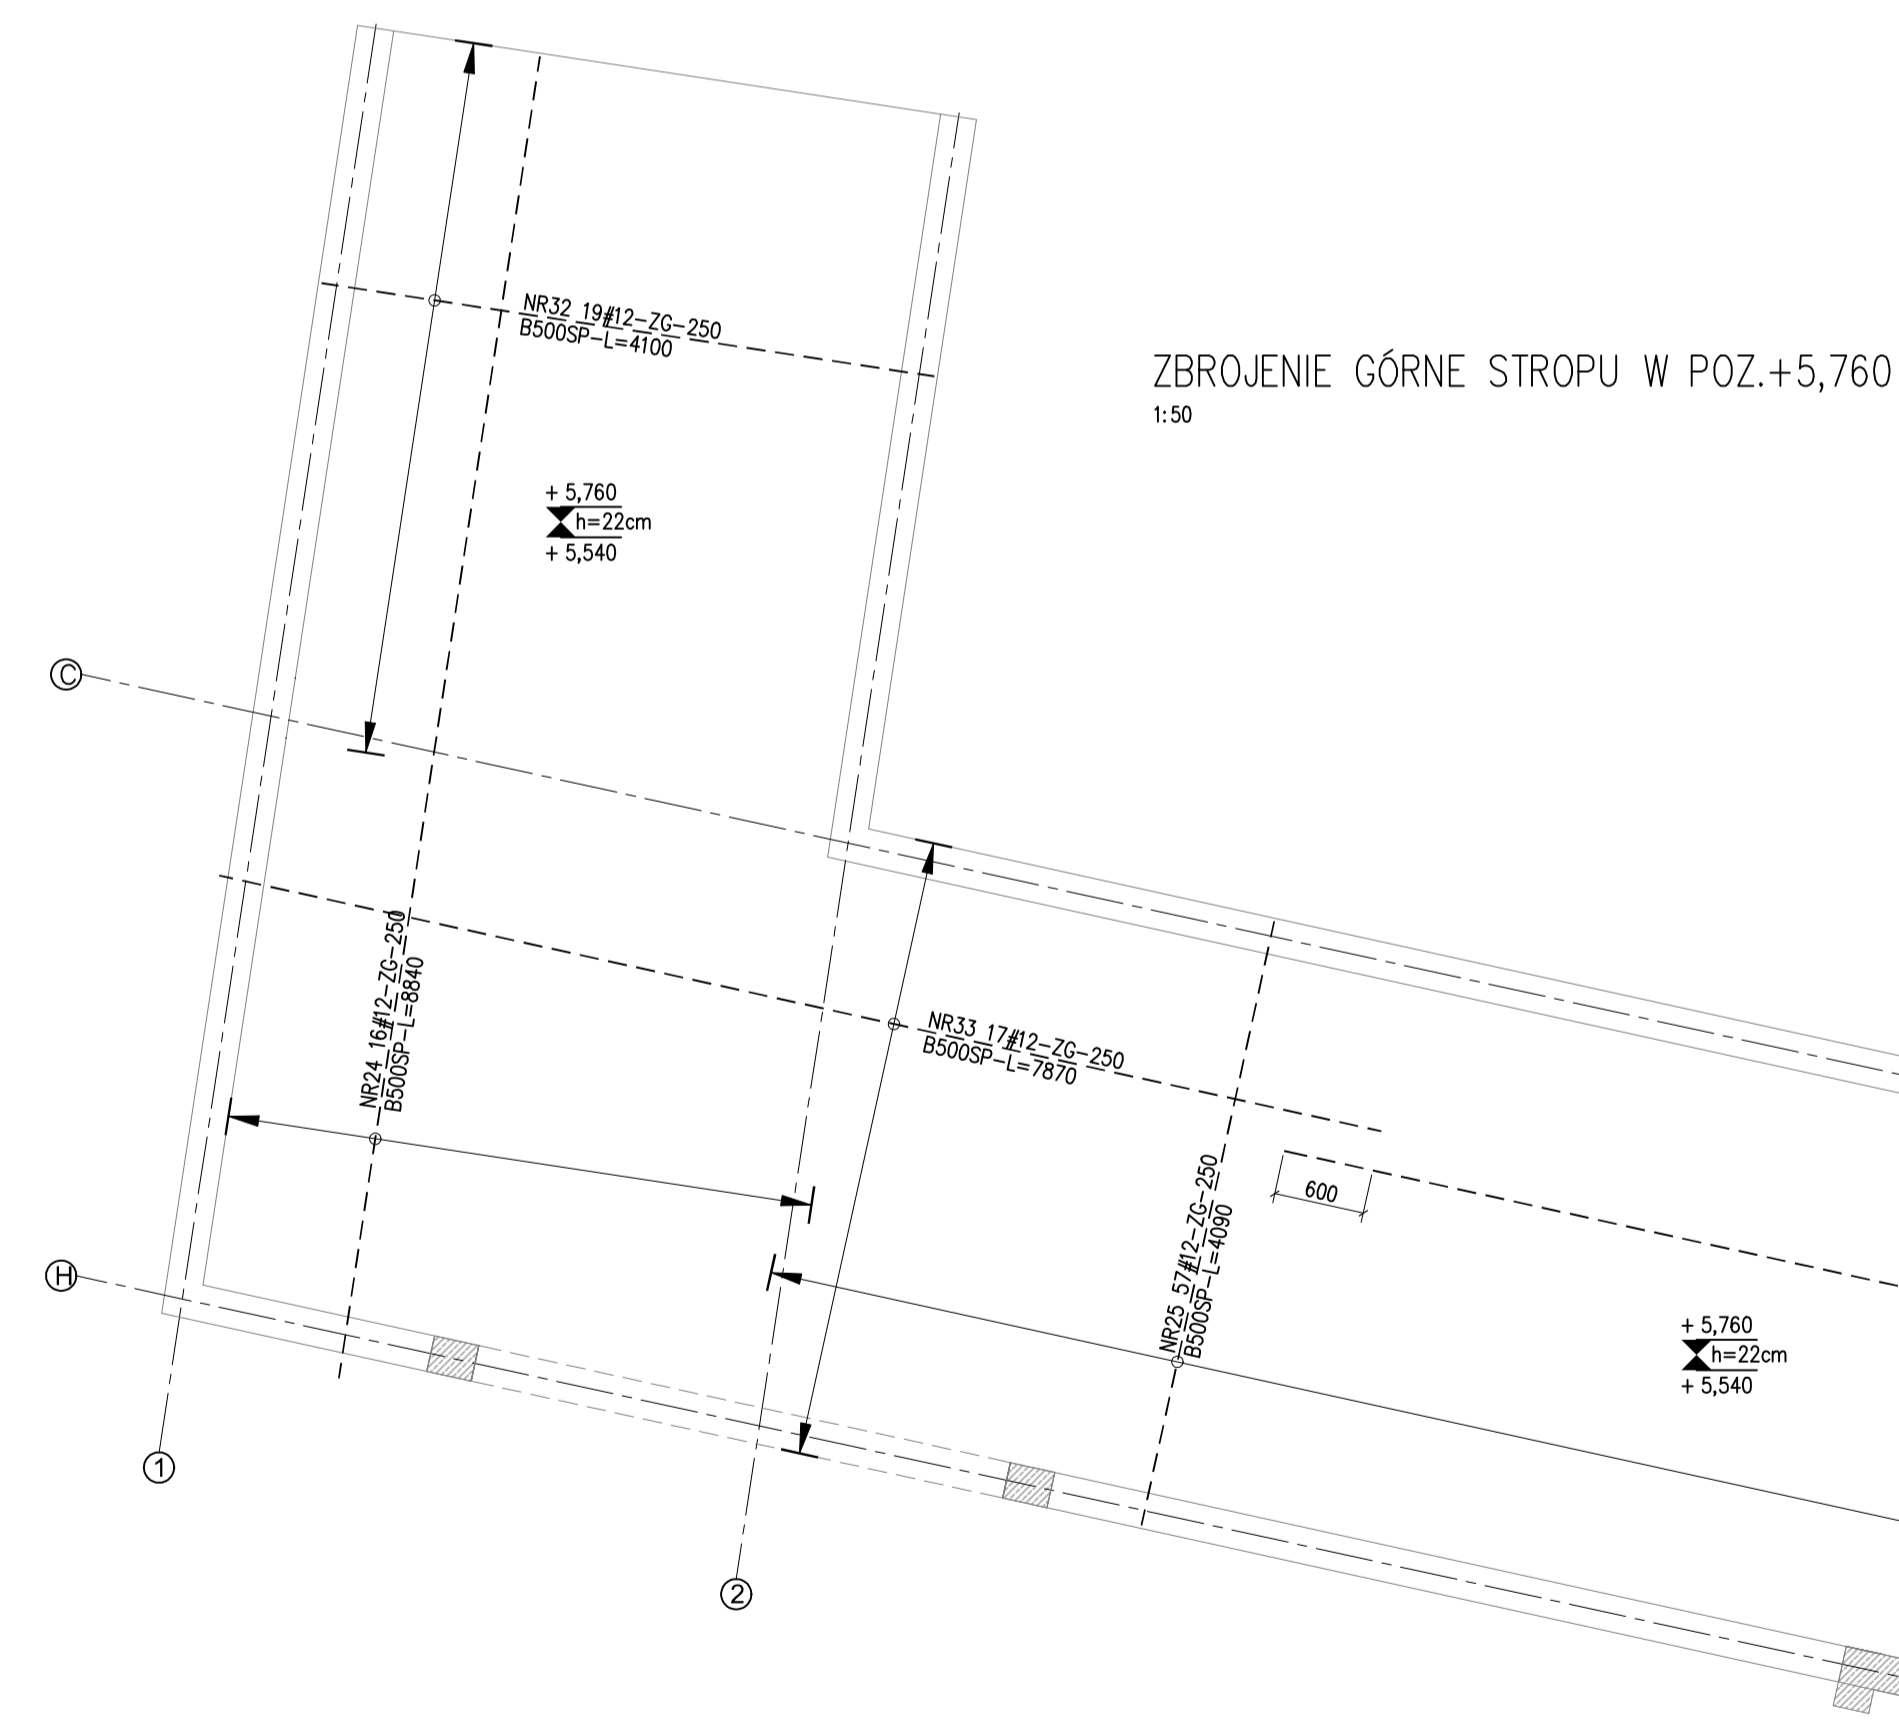 NR32 19#12-ZG-250
B500SP-L=4100
ZBROJENIE GÓRNE STROPU W POZ.+5,760
1:50
+ 5,760
h=22cm
+ 5,540
C
NR24 16#12-ZG-250
B500SP-L=8840
NR33 17#12-ZG-250
B500SP-L=7870
600
NR25 57#12-ZG-250
B500SP-L=4090
H
+ 5,760
h=22cm
+ 5,540
1
2